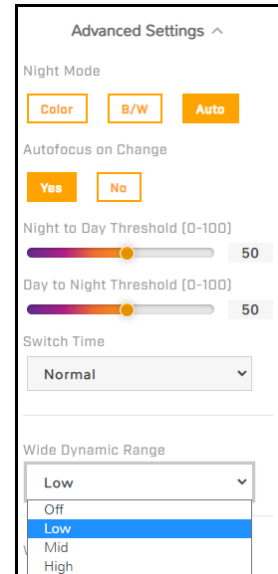 Advanced Settings
Night Mode
Color B/W Auto
Autofocus on Change
Yes No
Night to Day Threshold (0-100)
50
Day to Night Threshold (0-100)
50
Switch Time
Normal
Wide Dynamic Range
Low
Off
Low
Mid
High